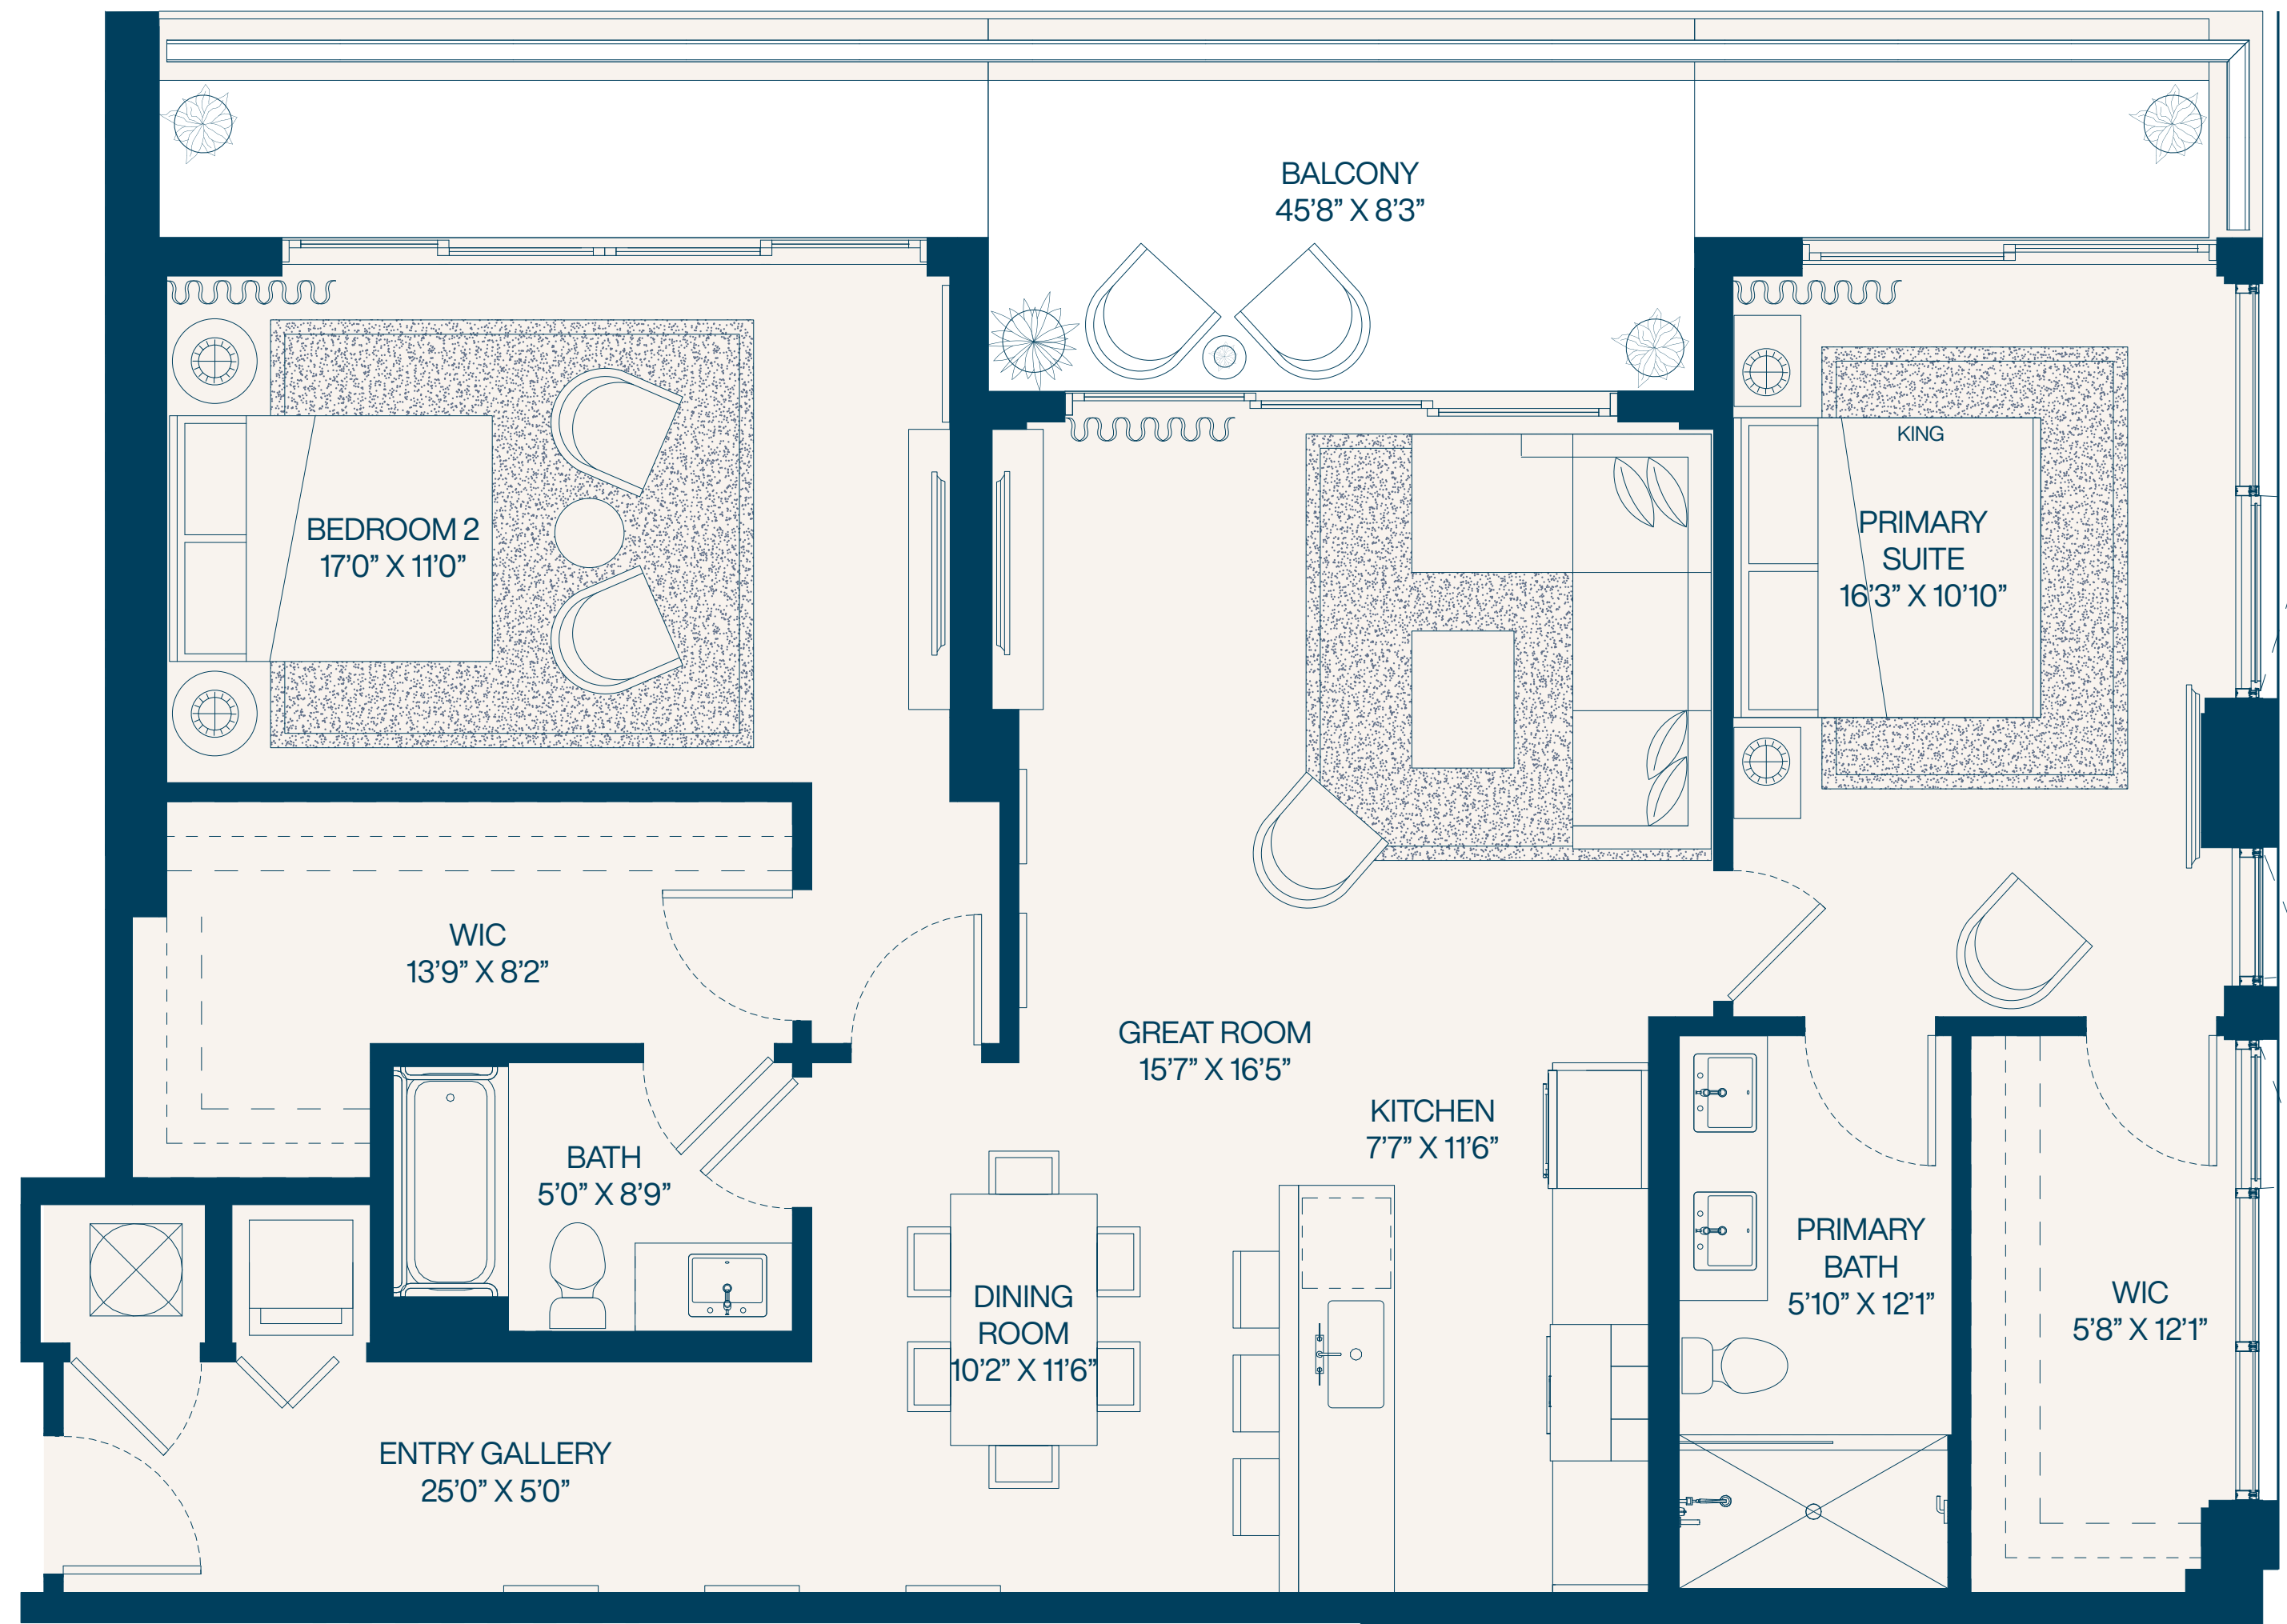 BALCONY
45’8” X 8’3”
KING
BEDROOM 2
17’0” X 11’0”
PRIMARY
SUITE
16’3” X 10’10”
WIC
13’9” X 8’2”
GREAT ROOM
15’7” X 16’5”
KITCHEN
7’7” X 11’6”
BATH
5’0” X 8’9”
PRIMARY
BATH
5’10” X 12’1”
WIC
5’8” X 12’1”
DINING
ROOM
10’2” X 11’6”
ENTRY GALLERY
25’0” X 5’0”